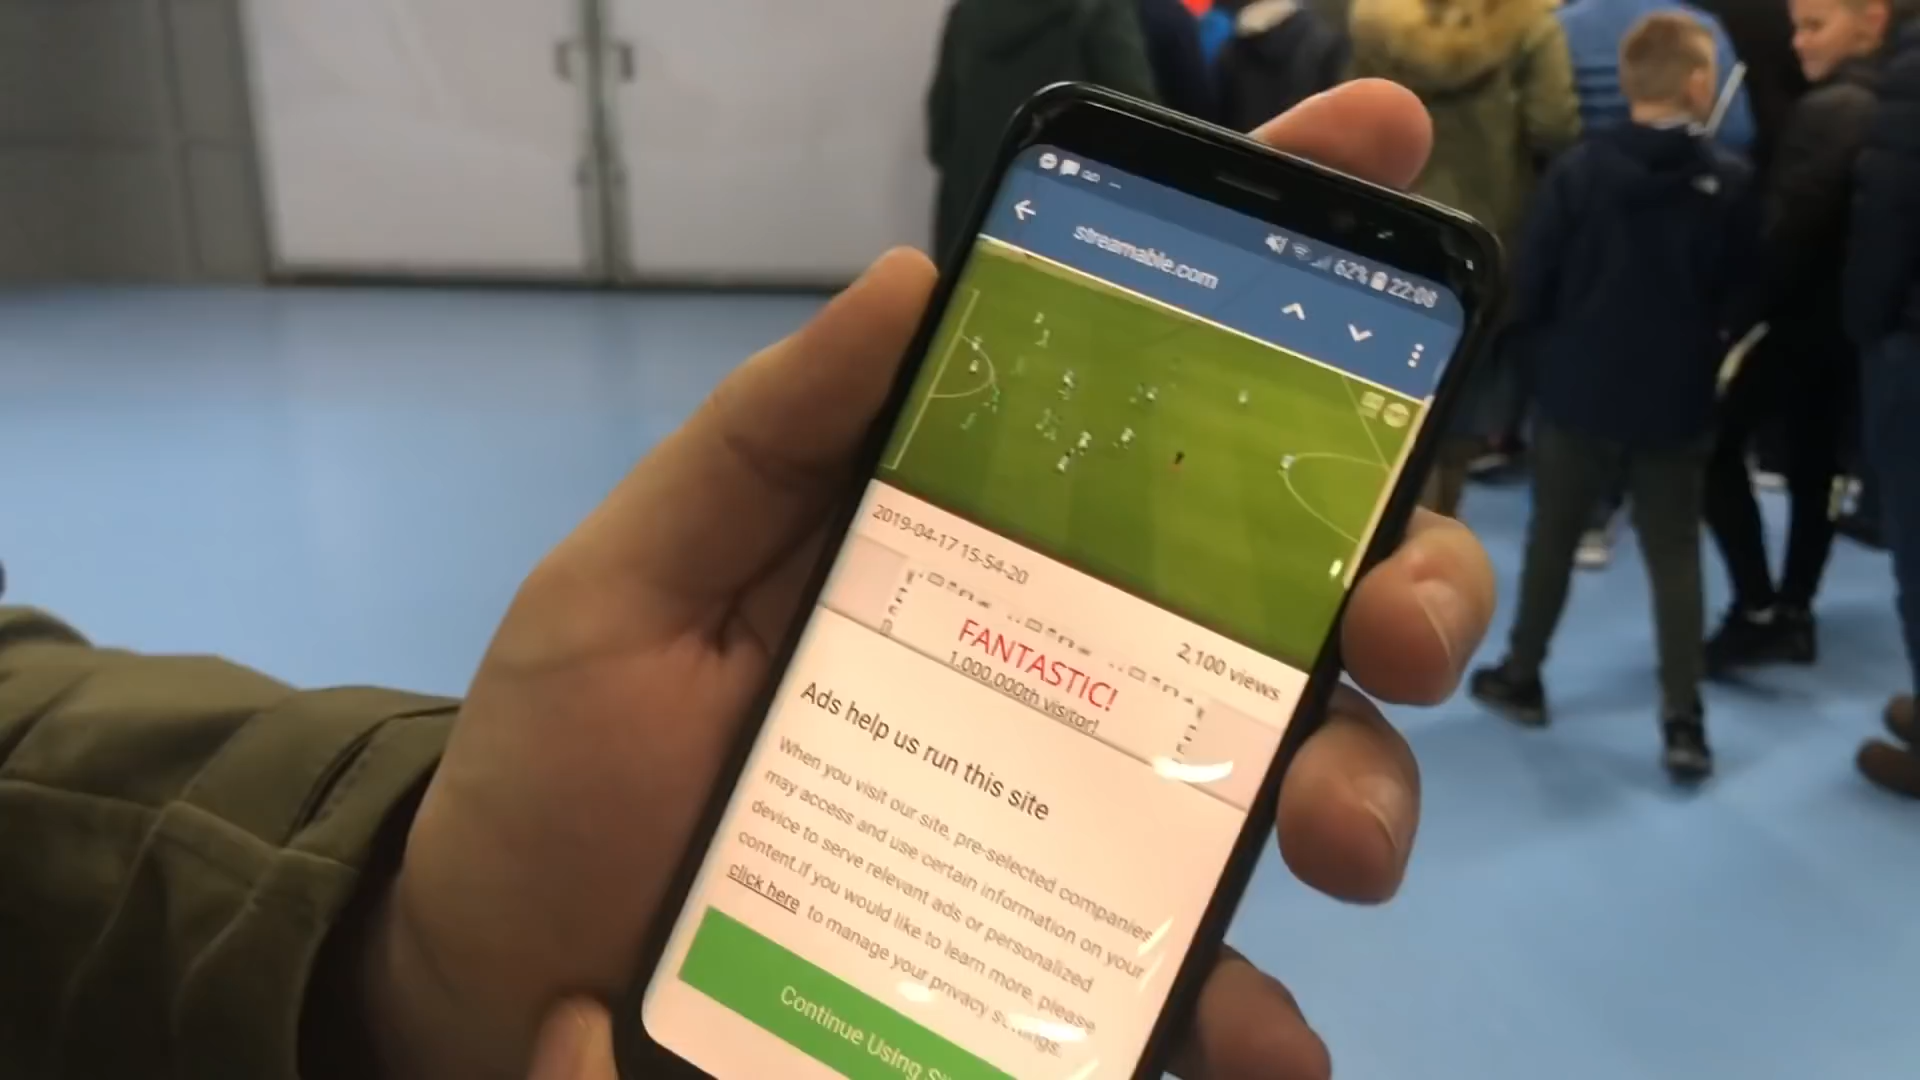 62% 22:08
streamable.com
2019-04-17 15-54-20
2,100 views
FANTASTIC!
1.000.000th visitor!
Ads help us run this site
When you visit our site, pre-selected companies
may access and use certain information on your
device to serve relevant ads or personalized
content.If you would like to learn more, please
click here to manage your privacy settings.
Continue Using